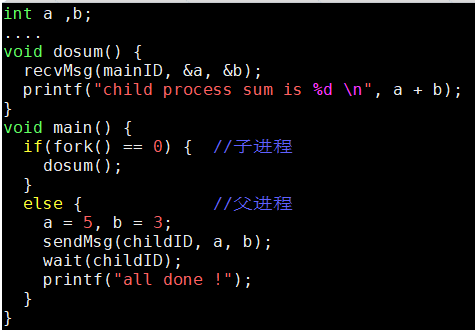 int a ,b;
....
void dosum() {
  recvMsg(mainID, &a, &b);
  printf("child process sum is %d \n", a + b);
}
void main() {
  if(fork() == 0) {  //子进程
    dosum();
  }
  else {             //父进程
    a = 5, b = 3;
    sendMsg(childID, a, b);
    wait(childID);
    printf("all done !");
  }
}